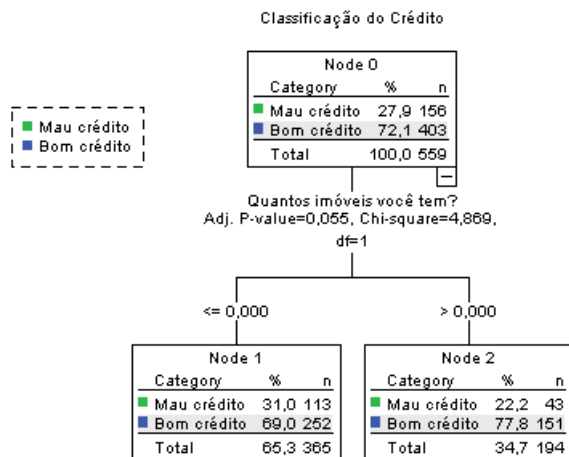 Classificação do Crédito
Mau crédito
Bom crédito
Node 0
Category % n
Mau crédito 27,9 156
Bom crédito 72,1 403
Total 100,0 559
Quantos imóveis você tem?
Adj. P-value=0,055, Chi-square=4,869,
df=1
<= 0,000
> 0,000
Node 1
Category % n
Mau crédito 31,0 113
Bom crédito 69,0 252
Total 65,3 365
Node 2
Category % n
Mau crédito 22,2 43
Bom crédito 77,8 151
Total 34,7 194